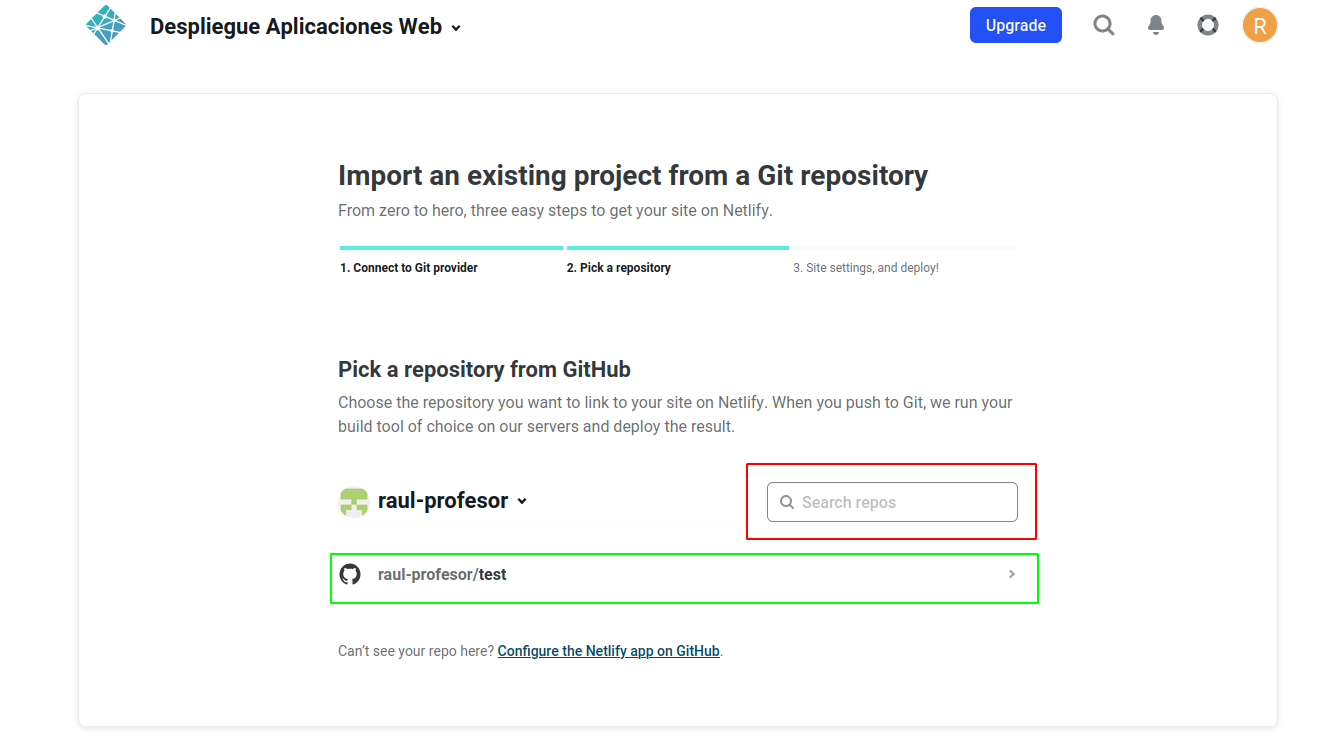 Despliegue Aplicaciones Web
Upgrade
R
Import an existing project from a Git repository
From zero to hero, three easy steps to get your site on Netlify.
1. Connect to Git provider
2. Pick a repository
3. Site settings, and deploy!
Pick a repository from GitHub
Choose the repository you want to link to your site on Netlify. When you push to Git, we run your
build tool of choice on our servers and deploy the result.
raul-profesor
Search repos
raul-profesor/test
Can’t see your repo here? Configure the Netlify app on GitHub.